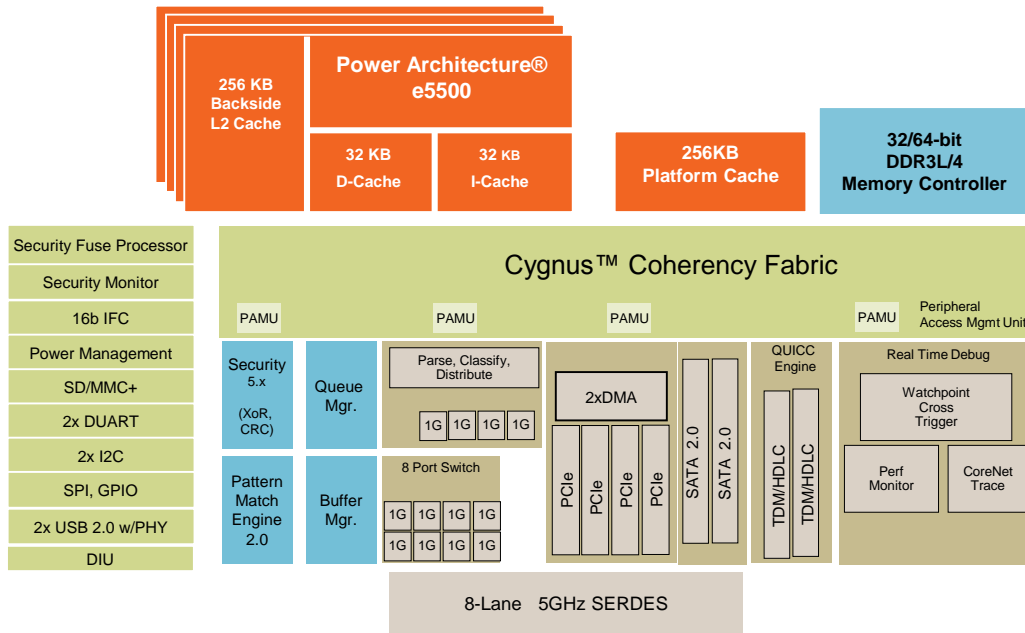 256 KB
Backside
L2 Cache
Power Architecture®
e5500
32 KB
D-Cache
32 KB
I-Cache
256KB
Platform Cache
32/64-bit
DDR3L/4
Memory Controller
Security Fuse Processor
Security Monitor
16b IFC
Power Management
SD/MMC+
2x DUART
2x I2C
SPI, GPIO
2x USB 2.0 w/PHY
DIU
Cygnus™ Coherency Fabric
PAMU
PAMU
PAMU
PAMU
Peripheral
Access Mgmt Unit
Security
5.x
(XoR,
CRC)
Queue
Mgr.
Parse, Classify,
Distribute
1G
1G
1G
1G
Pattern
Match
Engine
2.0
Buffer
Mgr.
8 Port Switch
1G
1G
1G
1G
1G
1G
1G
1G
2xDMA
PCIe
PCIe
PCIe
PCIe
SATA 2.0
SATA 2.0
QUICC
Engine
TDM/HDLC
TDM/HDLC
Real Time Debug
Watchpoint
Cross
Trigger
Perf
Monitor
CoreNet
Trace
8-Lane 5GHz SERDES